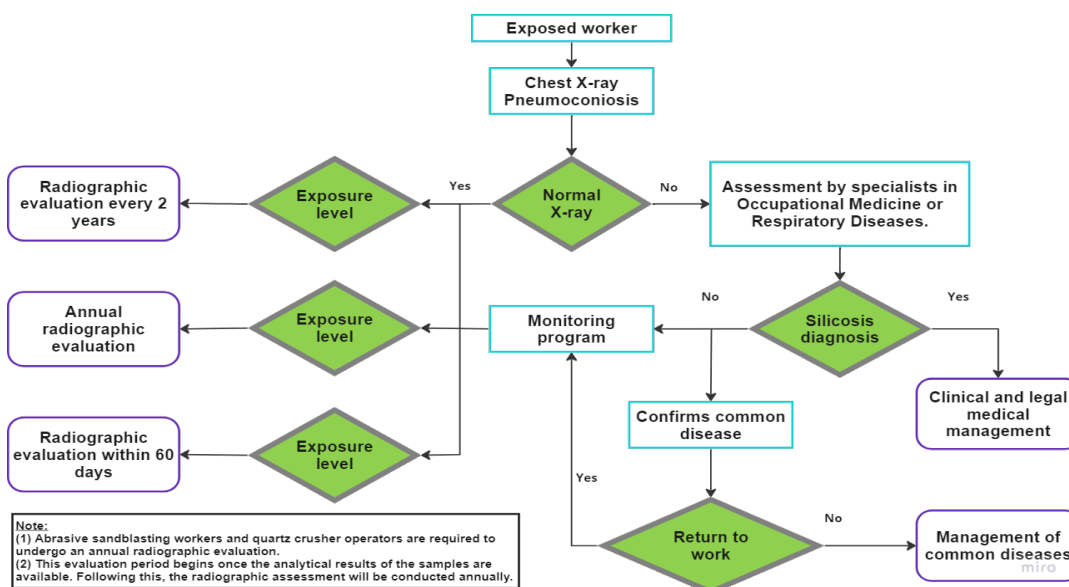 Exposed worker
Chest X-ray
Pneumoconiosis
Radiographic
evaluation every 2
years
Exposure
level
Yes
Normal
X-ray
No
Assessment by specialists in
Occupational Medicine or
Respiratory Diseases.
Annual
radiographic
evaluation
Exposure
level
Monitoring
program
No
Silicosis
diagnosis
Yes
Clinical and legal
medical
management
Confirms common
disease
Radiographic
evaluation within 60
days
Exposure
level
Yes
Return to
work
No
Management of
common diseases
miro
Note:
(1) Abrasive sandblasting workers and quartz crusher operators are required to
undergo an annual radiographic evaluation.
(2) This evaluation period begins once the analytical results of the samples are
available. Following this, the radiographic assessment will be conducted annually.